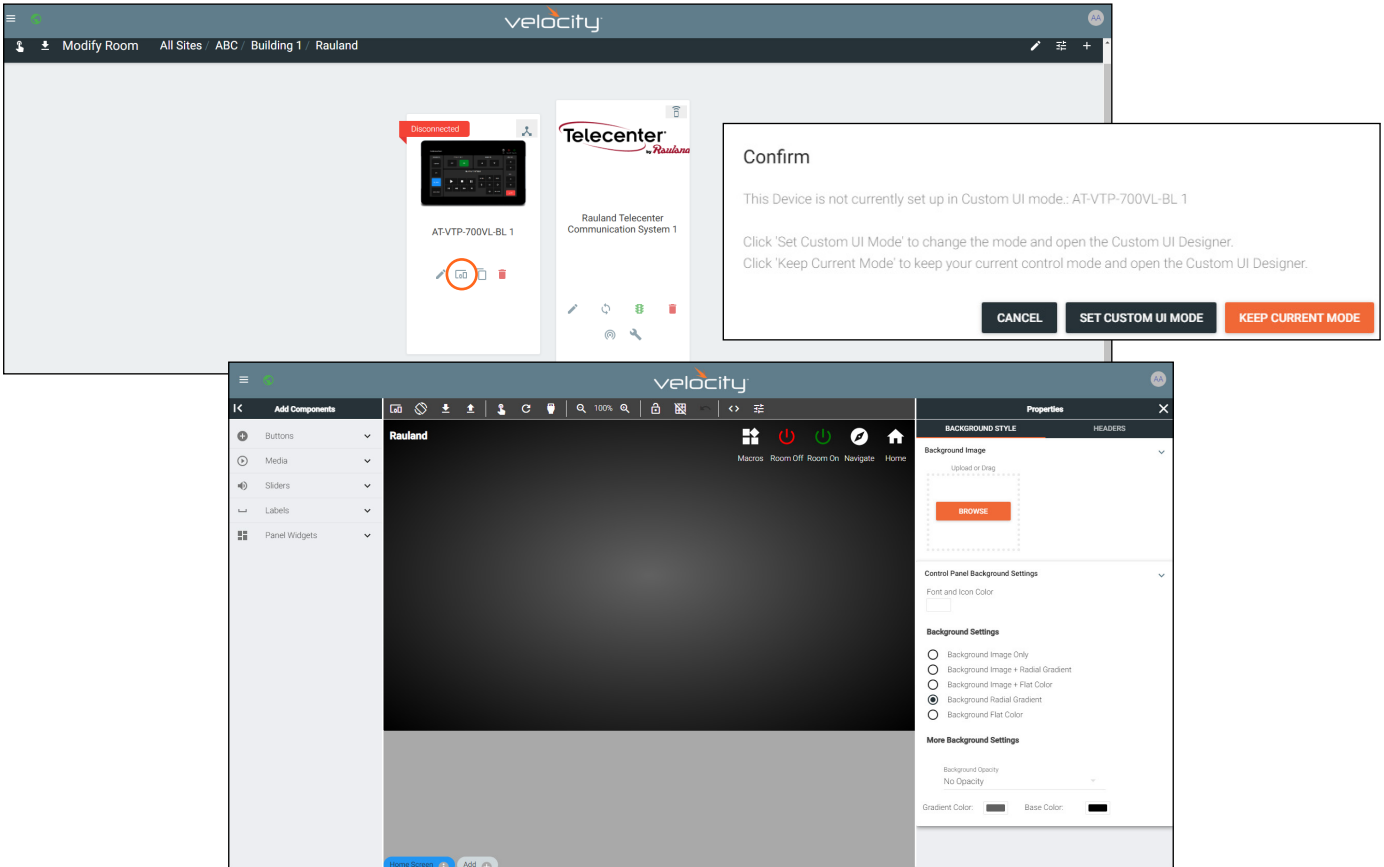 velocity
AA
Modify Room All Sites / ABC / Building 1 / Rauland
Disconnected
AT-VTP-700VL-BL 1
Telecenter
by Rauland
Rauland Telecenter
Communication System 1
Confirm
This Device is not currently set up in Custom UI mode.: AT-VTP-700VL-BL 1
Click 'Set Custom UI Mode' to change the mode and open the Custom UI Designer.
Click 'Keep Current Mode' to keep your current control mode and open the Custom UI Designer.
CANCEL SET CUSTOM UI MODE KEEP CURRENT MODE
velocity
AA
Add Components
Buttons
Media
Sliders
Labels
Panel Widgets
100%
Rauland
Macros Room Off Room On Navigate Home
Home Screen Add
Properties
BACKGROUND STYLE HEADERS
Background Image
Upload or Drag
BROWSE
Control Panel Background Settings
Font and Icon Color
Background Settings
Background Image Only
Background Image + Radial Gradient
Background Image + Flat Color
Background Radial Gradient
Background Flat Color
More Background Settings
Background Opacity
No Opacity
Gradient Color: Base Color: